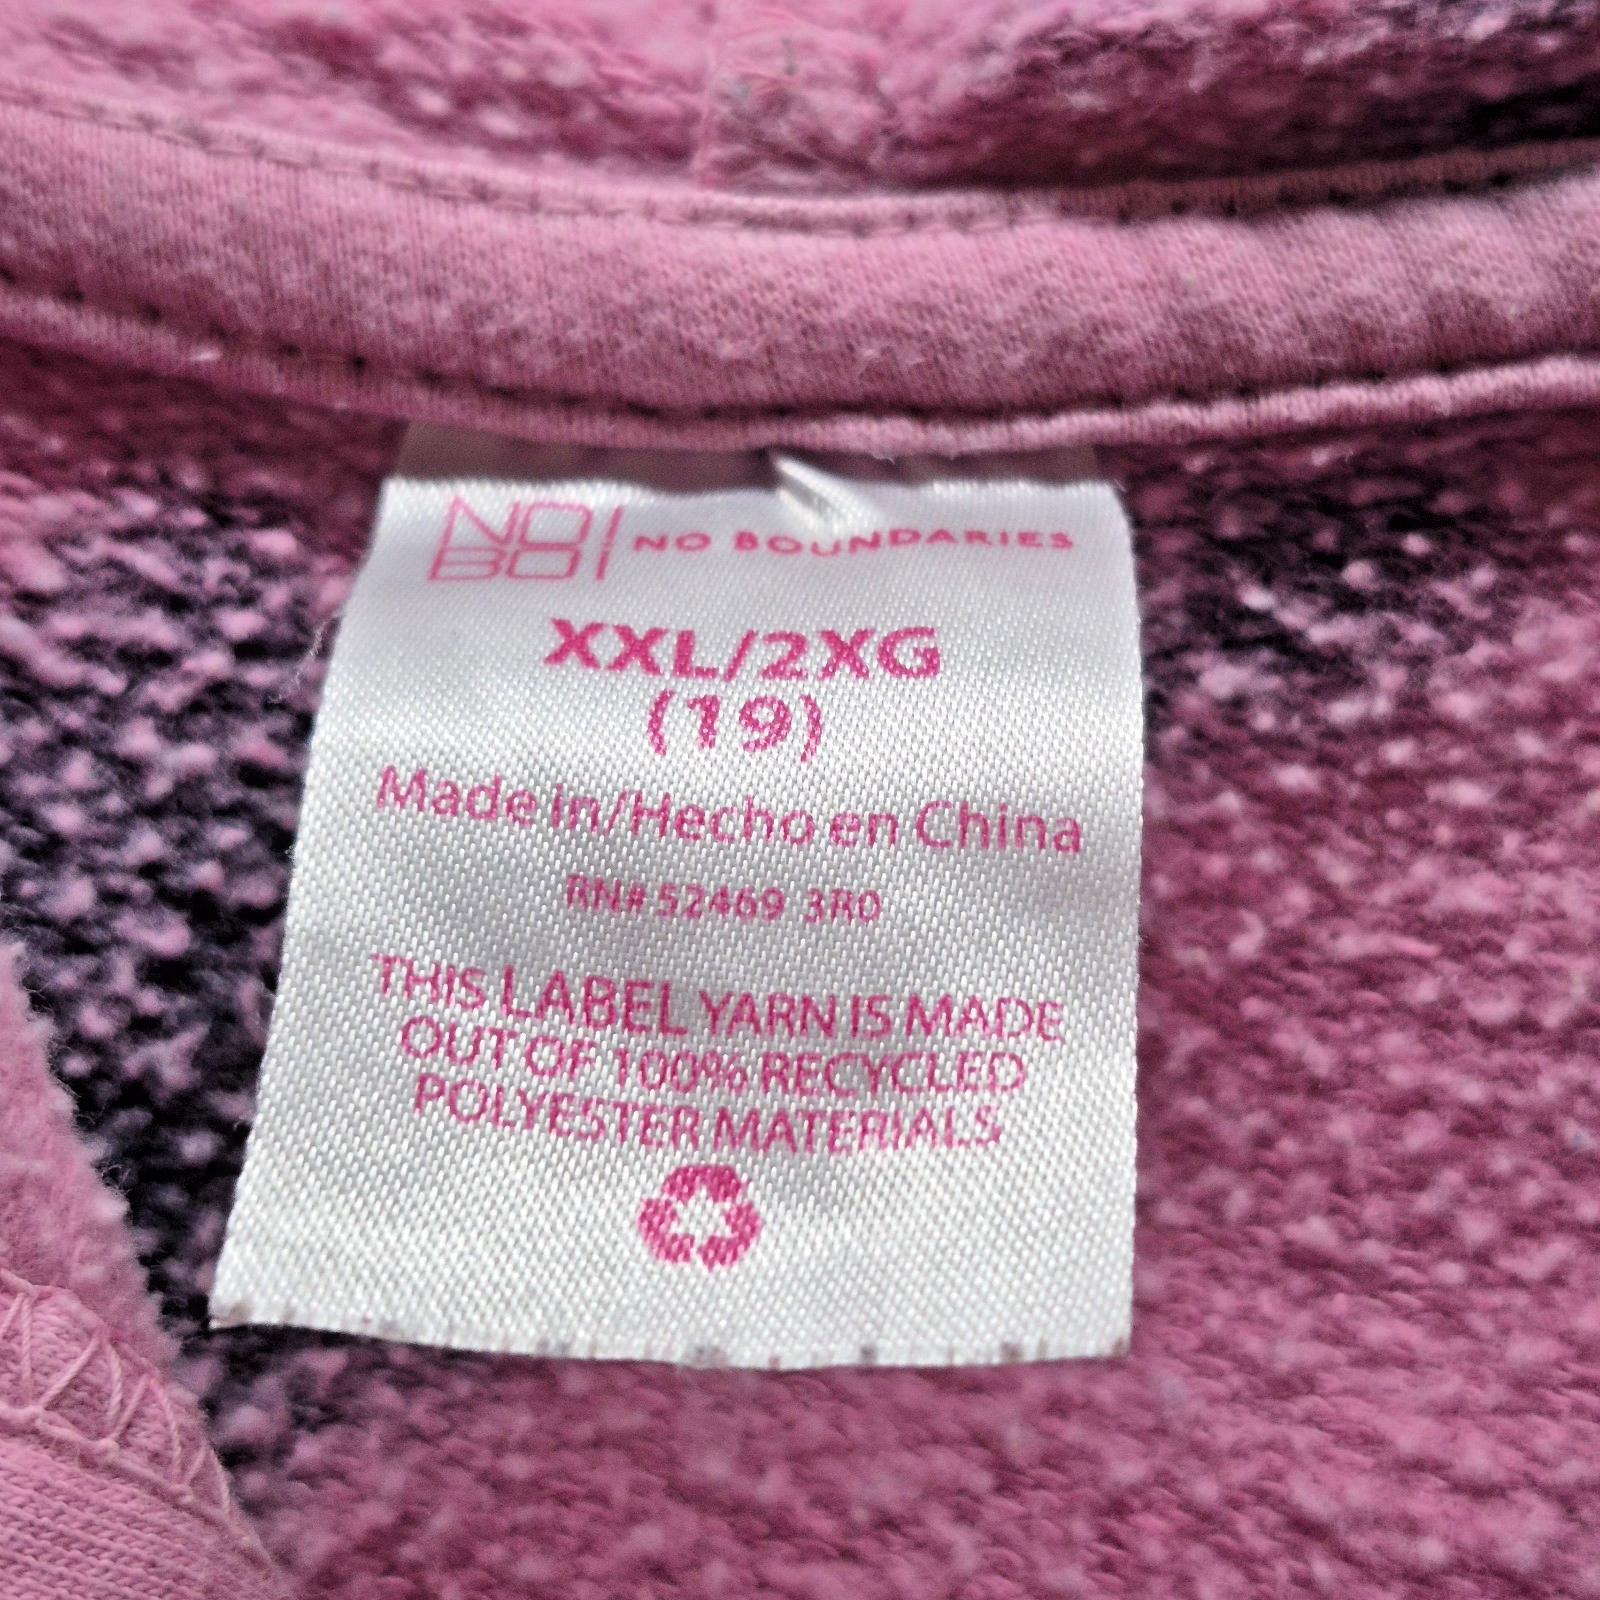 NO
BO
NO BOUNDARIES
XXL/2XG
(19)
Made in/Hecho en China
RN# 52469 3R0
THIS LABEL YARN IS MADE
OUT OF 100% RECYCLED
POLYESTER MATERIALS